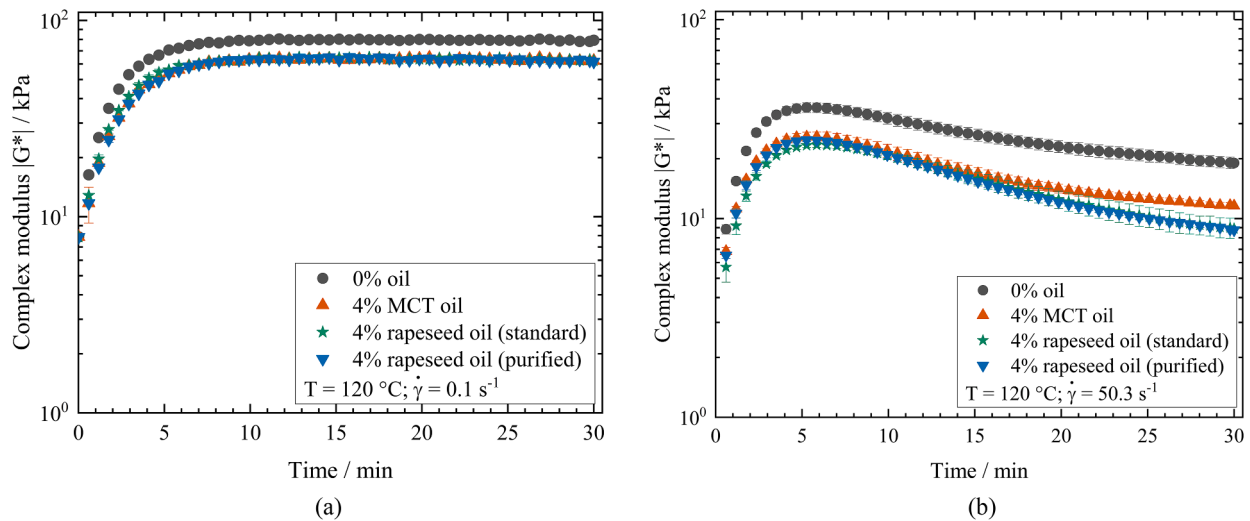 Complex modulus |G*| / kPa
10²
10¹
10⁰
0% oil
4% MCT oil
4% rapeseed oil (standard)
4% rapeseed oil (purified)
T = 120 °C; γ̇ = 0.1 s⁻¹
0 5 10 15 20 25 30
Time / min
(a)
Complex modulus |G*| / kPa
10²
10¹
10⁰
0% oil
4% MCT oil
4% rapeseed oil (standard)
4% rapeseed oil (purified)
T = 120 °C; γ̇ = 50.3 s⁻¹
0 5 10 15 20 25 30
Time / min
(b)